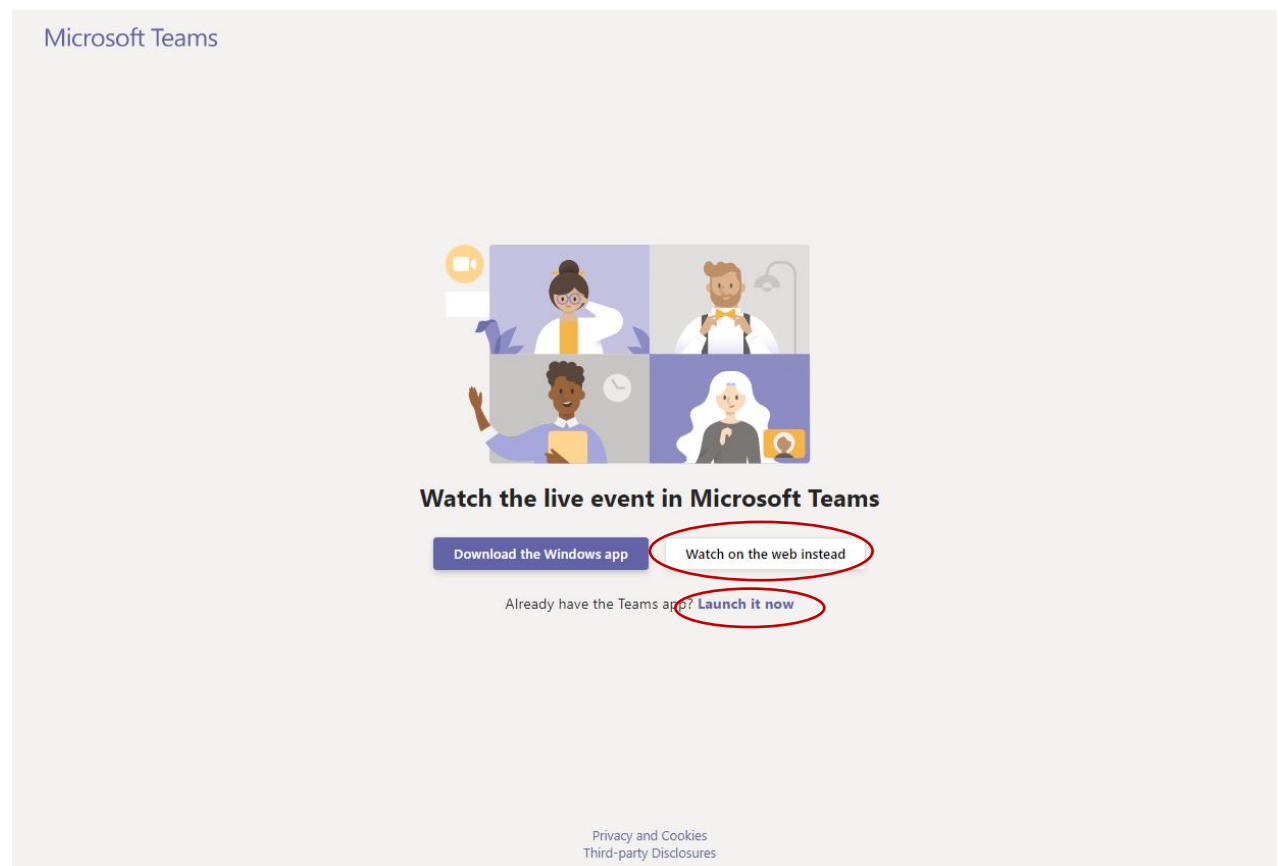 Microsoft Teams
Watch the live event in Microsoft Teams
Download the Windows app
Watch on the web instead
Already have the Teams app? Launch it now
Privacy and Cookies
Third-party Disclosures